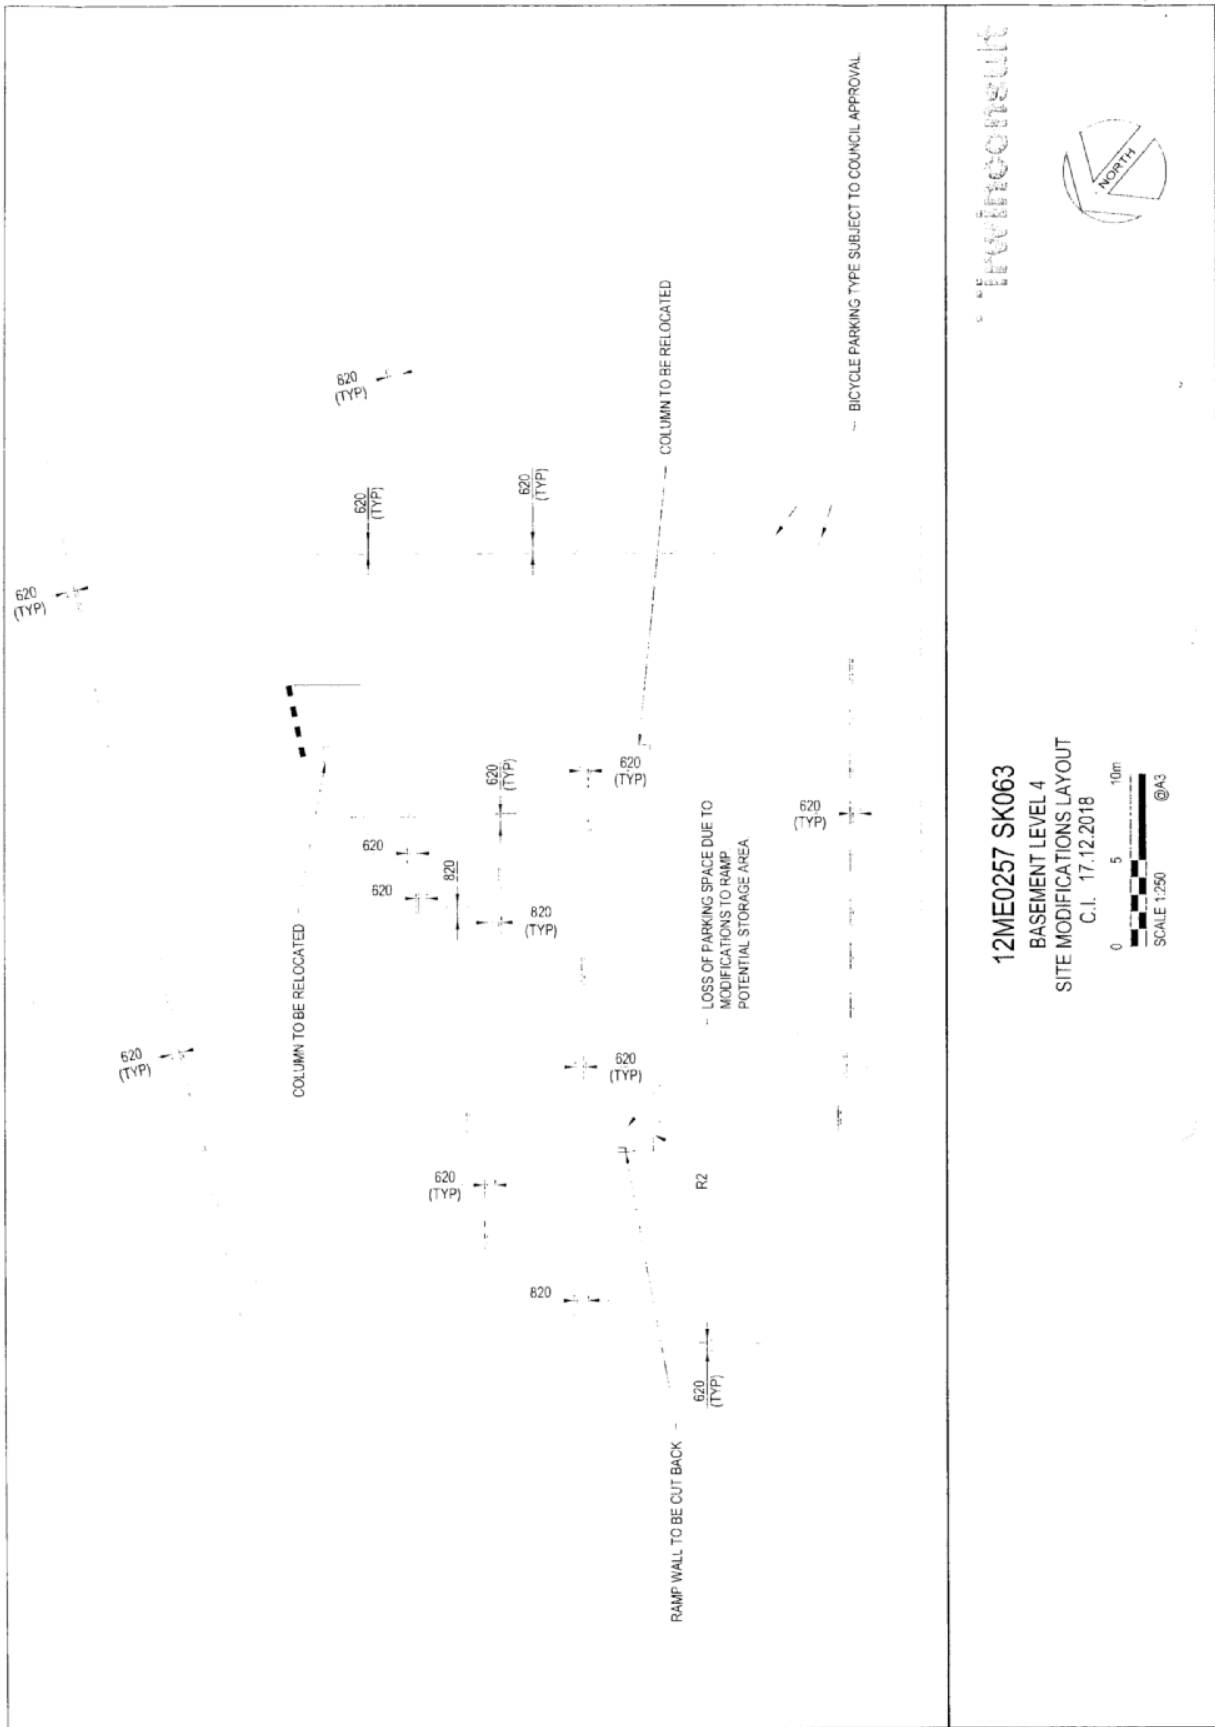 620
(TYP)
620
(TYP)
COLUMN TO BE RELOCATED
820
(TYP)
620
(TYP)
620
620
620
(TYP)
820
620
(TYP)
620
(TYP)
820
(TYP)
820
620
(TYP)
620
(TYP)
COLUMN TO BE RELOCATED
RAMP WALL TO BE CUT BACK
R2
620
(TYP)
LOSS OF PARKING SPACE DUE TO
MODIFICATIONS TO RAMP.
POTENTIAL STORAGE AREA.
620
(TYP)
BICYCLE PARKING TYPE SUBJECT TO COUNCIL APPROVAL.
12ME0257 SK063
BASEMENT LEVEL 4
SITE MODIFICATIONS LAYOUT
C.I. 17.12.2018
0 5 10m
SCALE 1:250 @A3
irwinconsult
NORTH